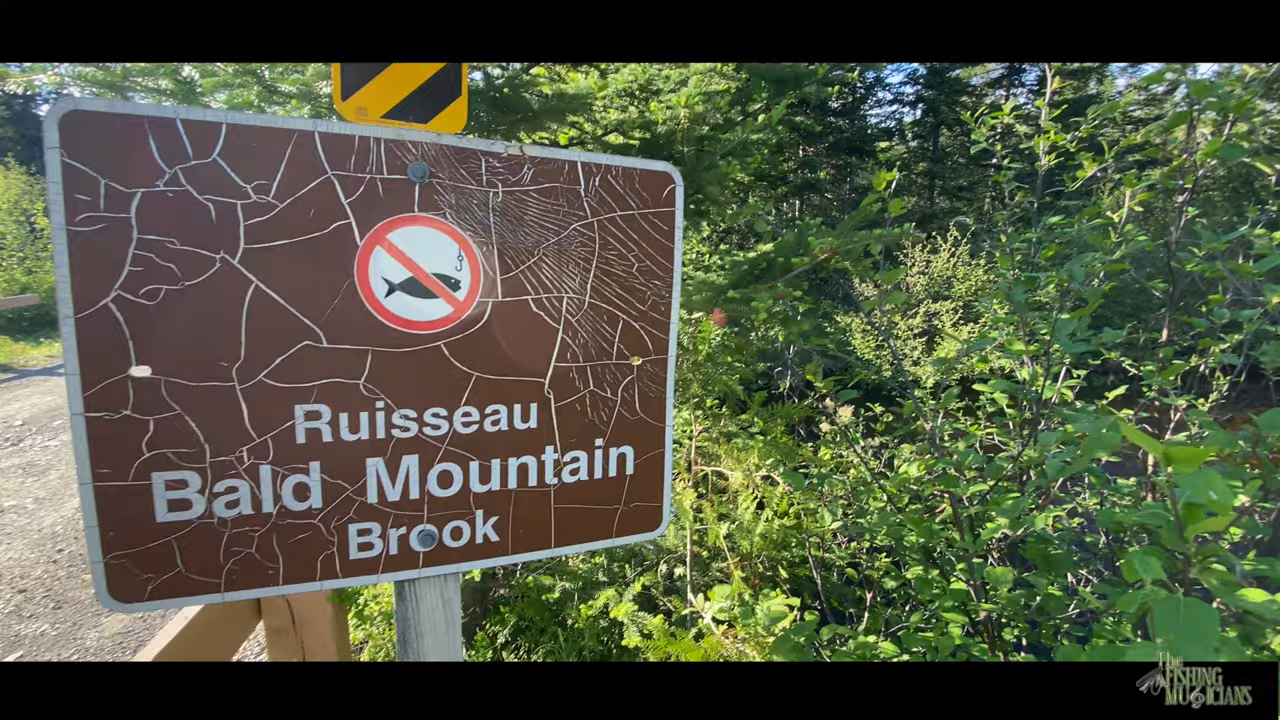 Ruisseau
Bald Mountain
Brook
The
FISHING
MUSICIANS